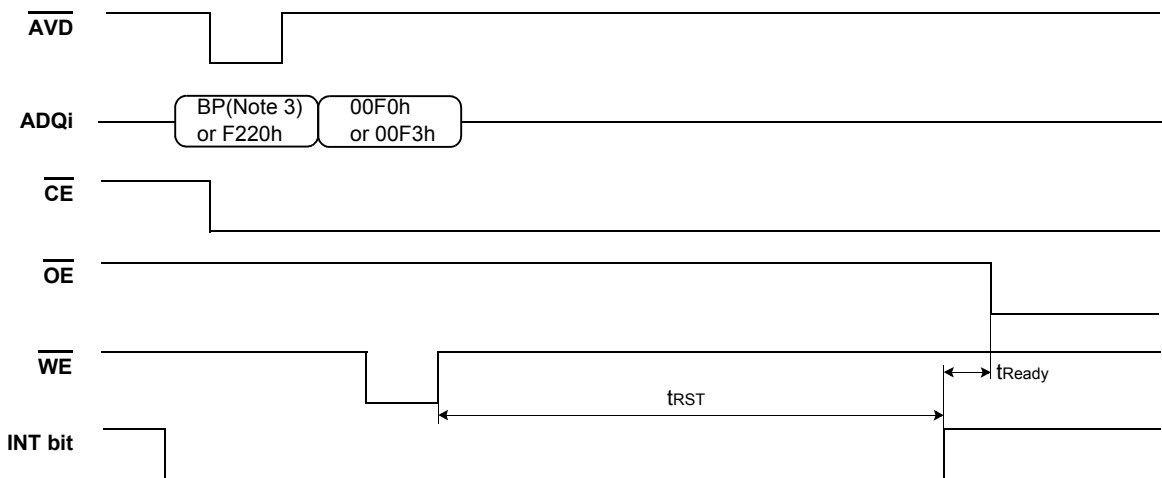 AVD
ADQi
BP(Note 3)
or F220h
00F0h
or 00F3h
CE
OE
WE
tReady
tRST
INT bit